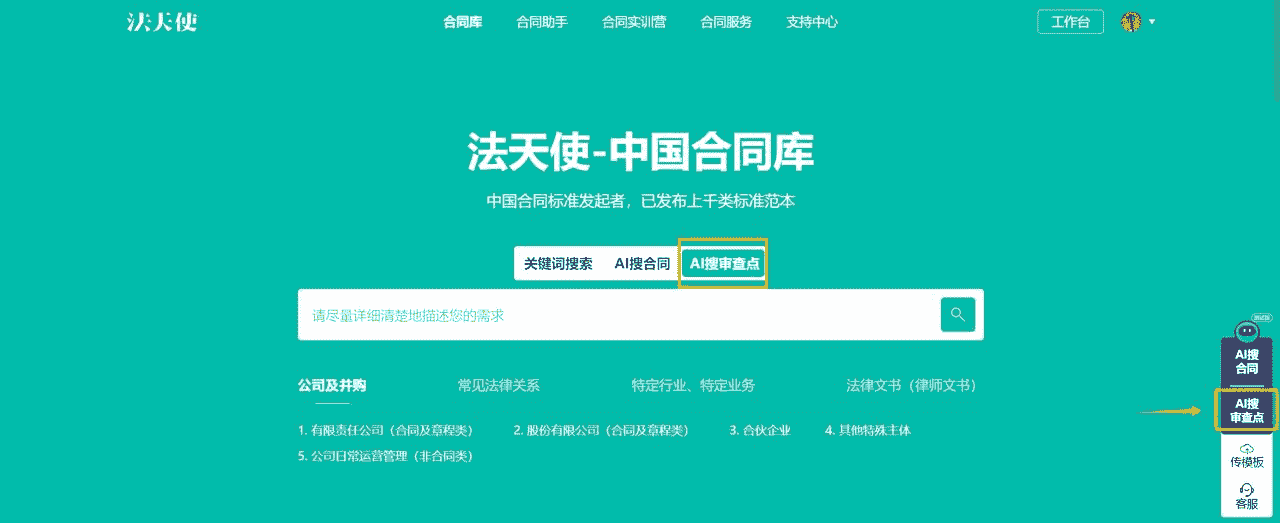 法天使
合同库 合同助手 合同实训营 合同服务 支持中心
工作台
法天使-中国合同库
中国合同标准发起者，已发布上千类标准范本
关键词搜索 AI搜合同 AI搜审查点
请尽量详细清楚地描述您的需求
公司及并购 常见法律关系 特定行业、特定业务 法律文书（律师文书）
1. 有限责任公司（合同及章程类） 2. 股份有限公司（合同及章程类） 3. 合伙企业 4. 其他特殊主体
5. 公司日常运营管理（非合同类）
AI搜
合同
AI搜
审查点
传模板
客服